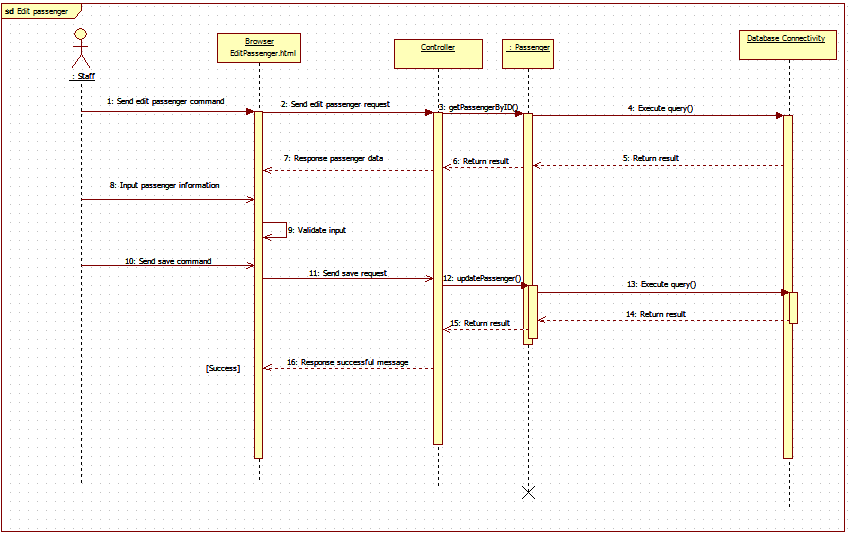 sd Edit passenger
Browser
EditPassenger.html
Controller
: Passenger
Database Connectivity
: Staff
1: Send edit passenger command
2: Send edit passenger request
3: getPassengerByID()
4: Execute query()
5: Return result
6: Return result
7: Response passenger data
8: Input passenger information
9: Validate input
10: Send save command
11: Send save request
12: updatePassenger()
13: Execute query()
14: Return result
15: Return result
16: Response successful message
[Success]